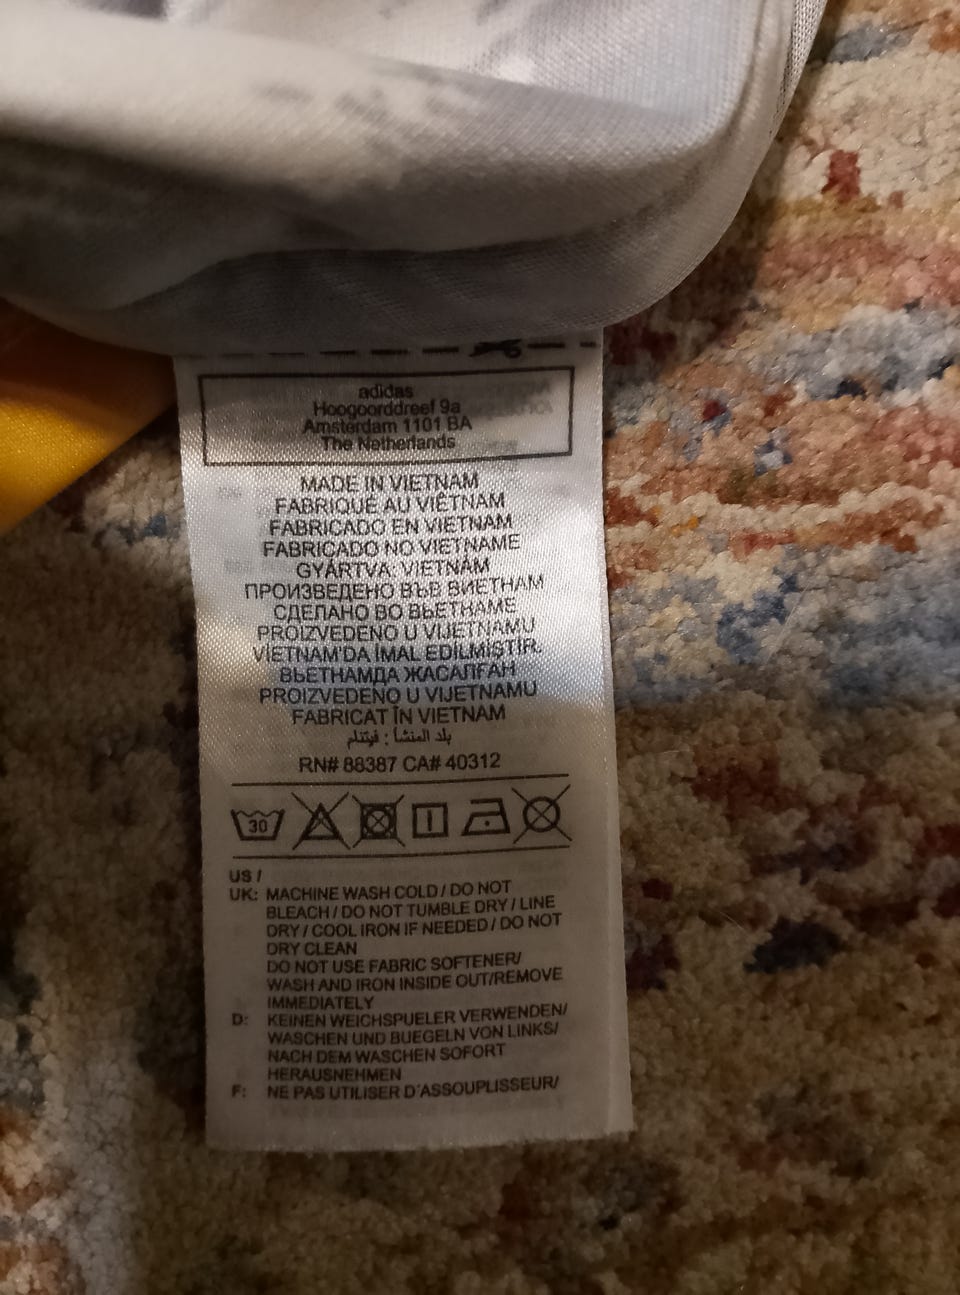 adidas
Hoogoorddreef 9a
Amsterdam 1101 BA
The Netherlands
MADE IN VIETNAM
FABRIQUÉ AU VIÊTNAM
FABRICADO EN VIETNAM
FABRICADO NO VIETNAME
GYÁRTVA: VIETNÁM
ПРОИЗВЕДЕНО ВЪВ ВИЕТНАМ
СДЕЛАНО ВО ВЬЕТНАМЕ
PROIZVEDENO U VIJETNAMU
VIETNAM'DA İMAL EDİLMİŞTİR.
ВЬЕТНАМДА ЖАСАЛҒАН
PROIZVEDENO U VIJETNAMU
FABRICAT ÎN VIETNAM
بلد المنشأ : فيتنام
RN# 88387 CA# 40312
30
US /
UK: MACHINE WASH COLD / DO NOT
BLEACH / DO NOT TUMBLE DRY / LINE
DRY / COOL IRON IF NEEDED / DO NOT
DRY CLEAN
DO NOT USE FABRIC SOFTENER/
WASH AND IRON INSIDE OUT/REMOVE
IMMEDIATELY
D: KEINEN WEICHSPUELER VERWENDEN/
WASCHEN UND BUEGELN VON LINKS/
NACH DEM WASCHEN SOFORT
HERAUSNEHMEN
F: NE PAS UTILISER D'ASSOUPLISSEUR/